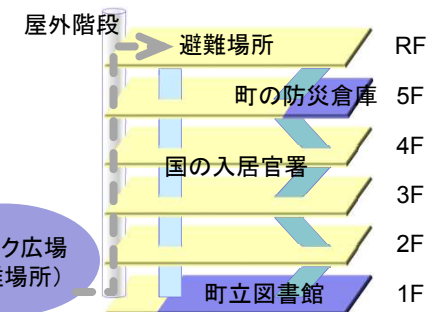 屋外階段
避難場所
RF
町の防災倉庫
5F
4F
国の入居官署
3F
ク広場
2F
難場所）
町立図書館
1F